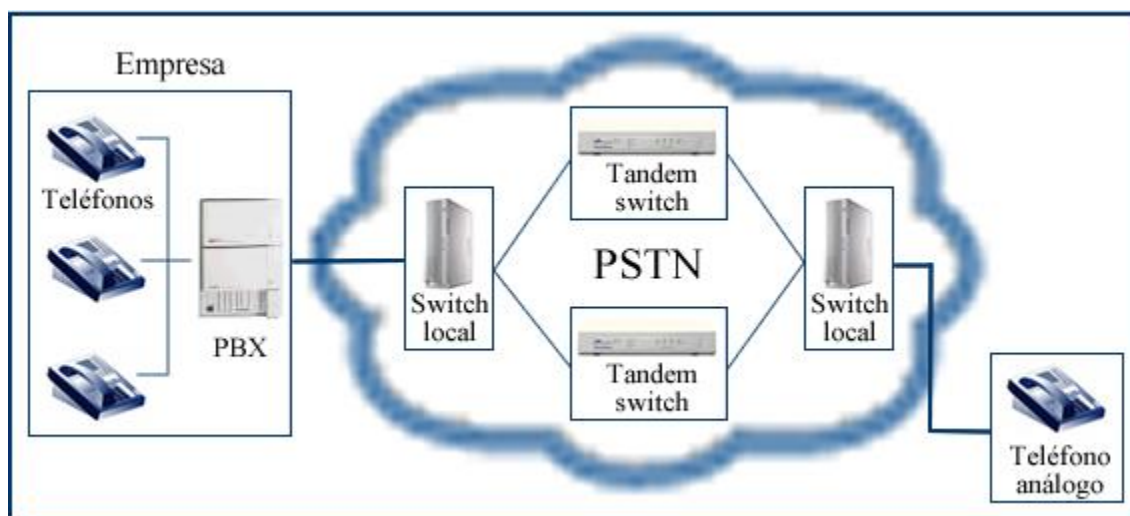 Empresa
Teléfonos
PBX
Switch
local
Tandem
switch
PSTN
Tandem
switch
Switch
local
Teléfono
análogo